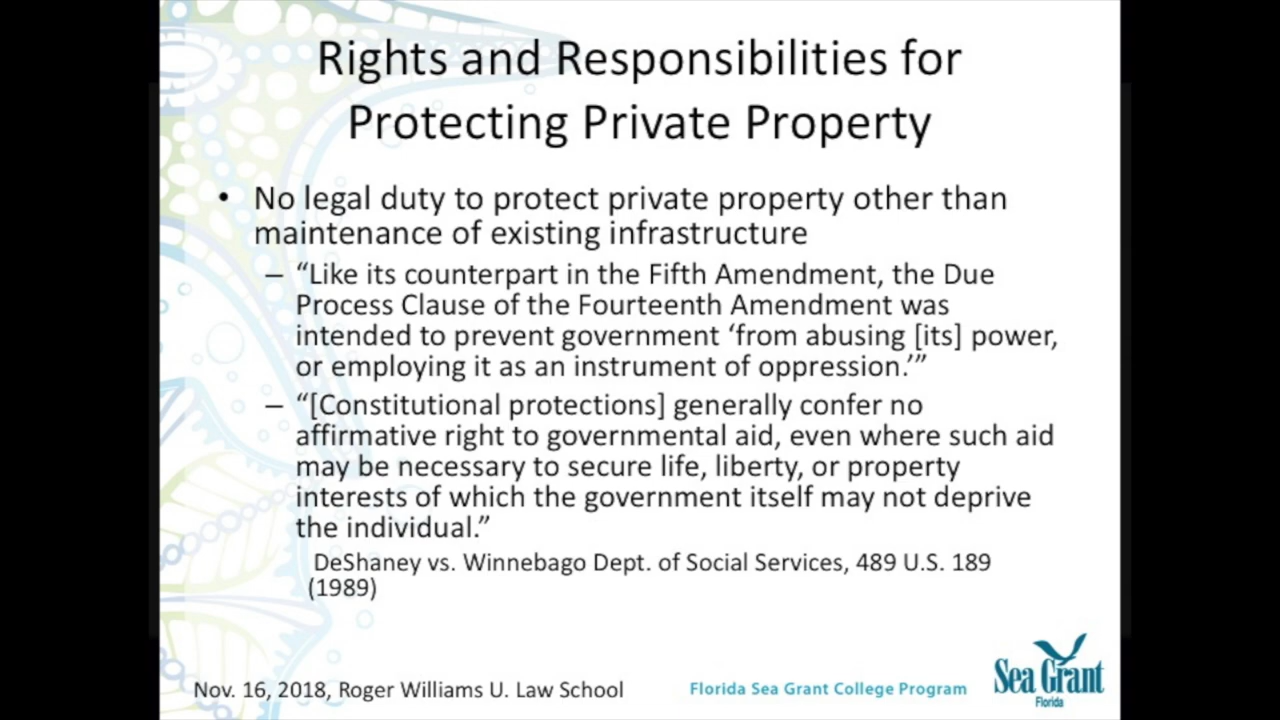 Rights and Responsibilities for
Protecting Private Property
• No legal duty to protect private property other than
maintenance of existing infrastructure
– “Like its counterpart in the Fifth Amendment, the Due
Process Clause of the Fourteenth Amendment was
intended to prevent government ‘from abusing [its] power,
or employing it as an instrument of oppression.’”
– “[Constitutional protections] generally confer no
affirmative right to governmental aid, even where such aid
may be necessary to secure life, liberty, or property
interests of which the government itself may not deprive
the individual.”
DeShaney vs. Winnebago Dept. of Social Services, 489 U.S. 189
(1989)
Nov. 16, 2018, Roger Williams U. Law School
Florida Sea Grant College Program
Sea Grant
Florida